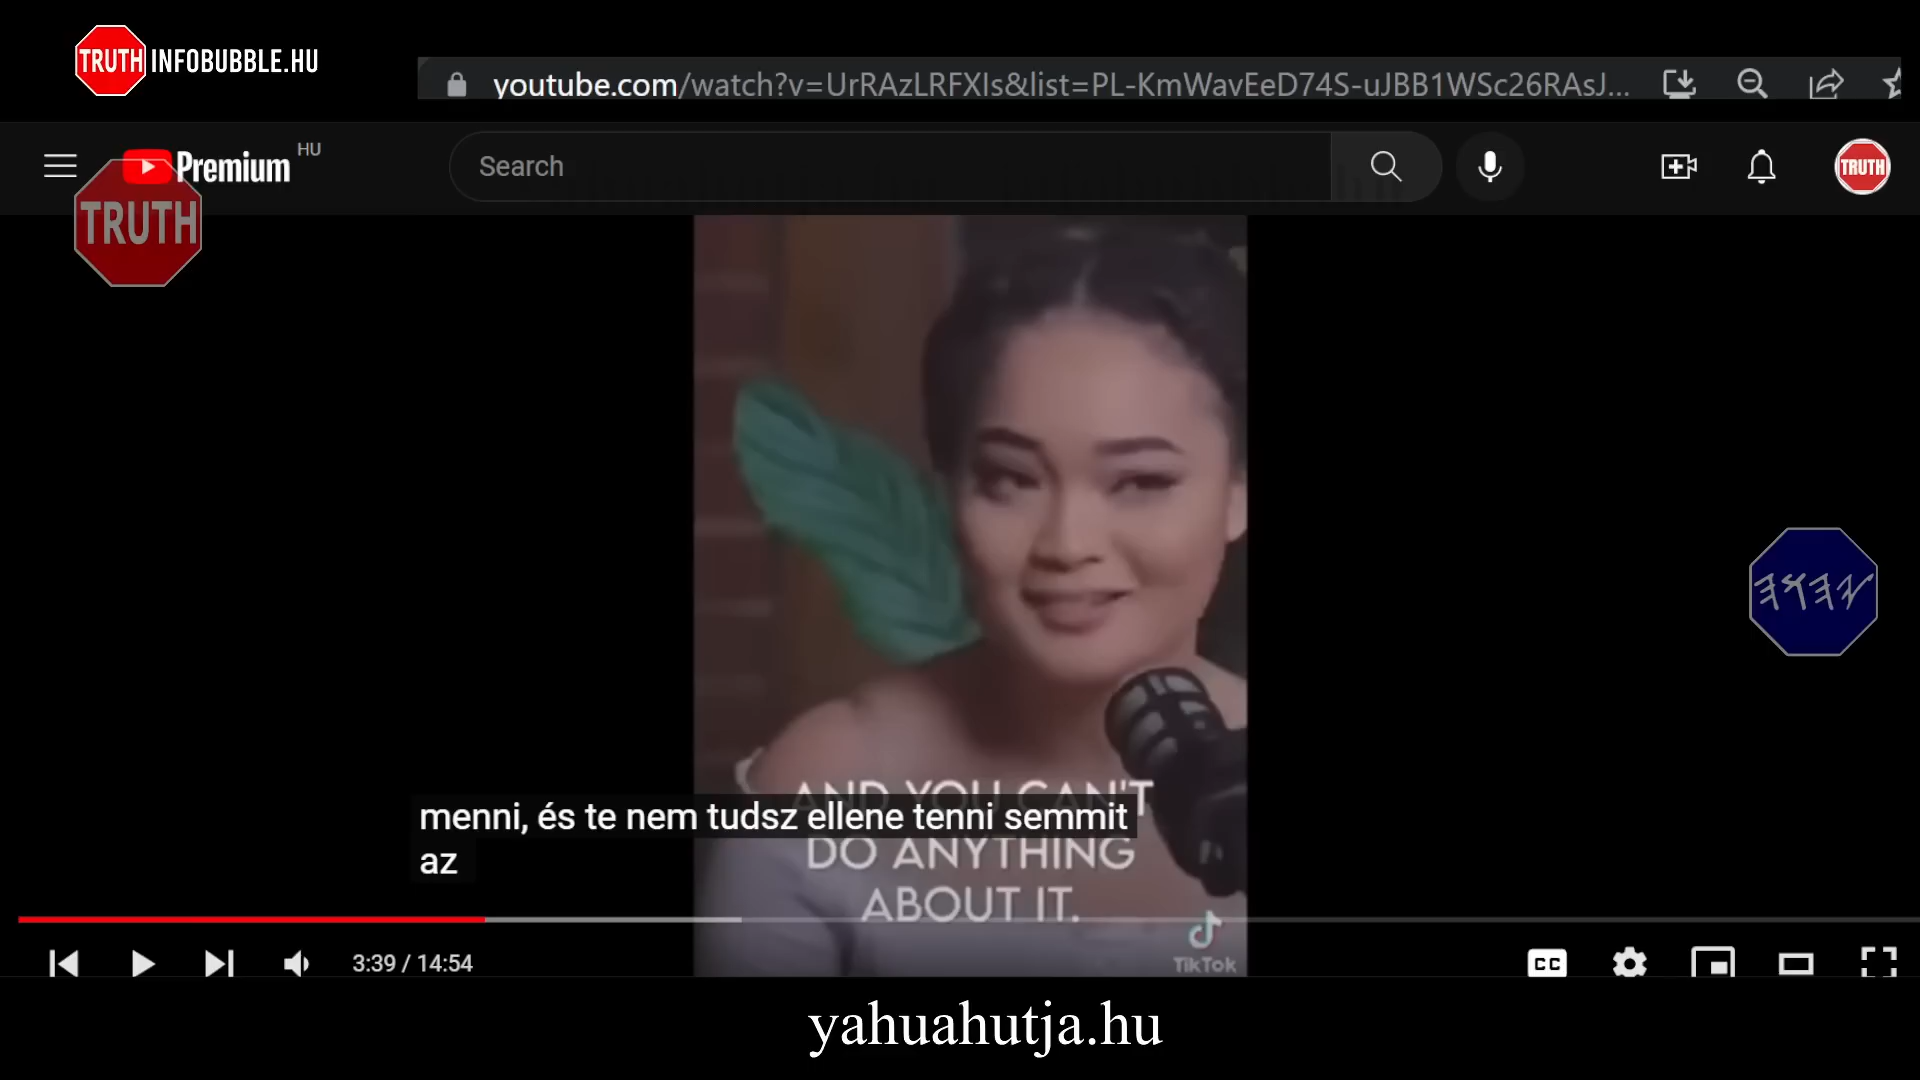 TRUTH INFOBUBBLE.HU
youtube.com/watch?v=UrRAzLRFXIs&list=PL-KmWavEeD74S-uJBB1WSc26RAsJ...
Premium HU
Search
TRUTH
TRUTH
𐤉𐤄𐤅𐤄
AND YOU CAN'T
menni, és te nem tudsz ellene tenni semmit
az
DO ANYTHING
ABOUT IT.
TikTok
3:39 / 14:54
CC
yahuahutja.hu